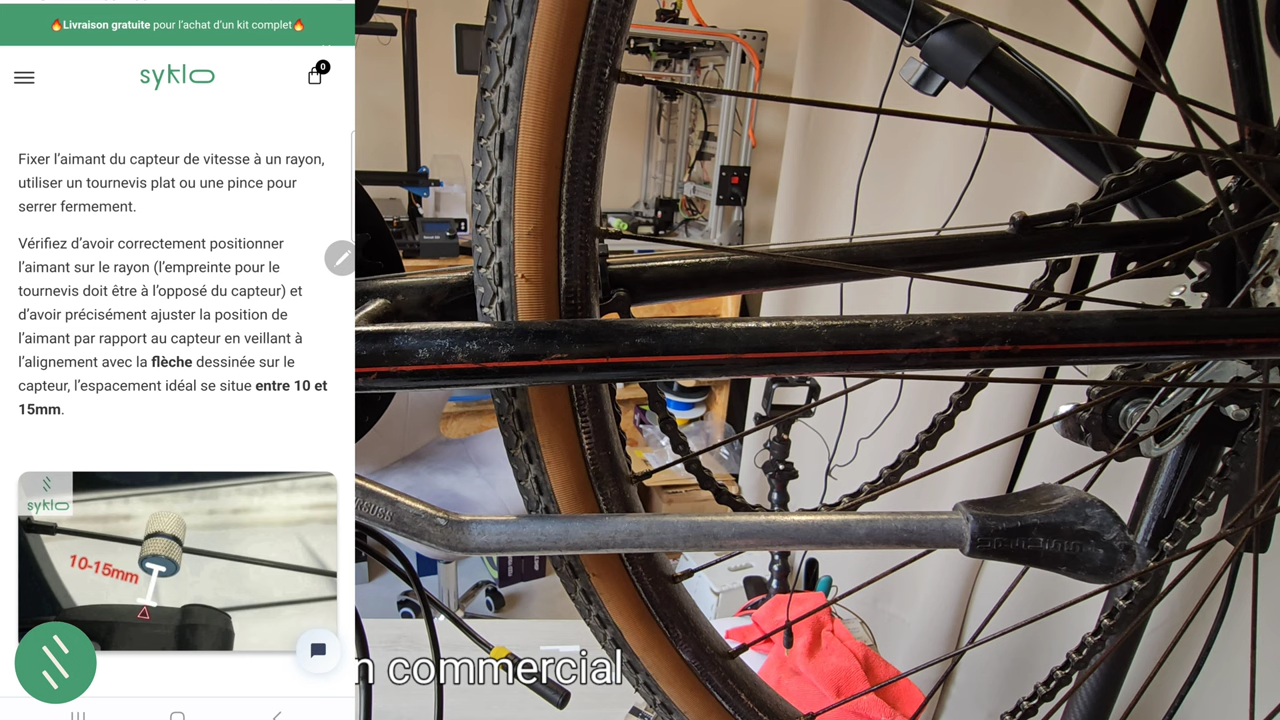 🔥Livraison gratuite pour l'achat d'un kit complet🔥
syklo
0
Fixer l'aimant du capteur de vitesse à un rayon,
utiliser un tournevis plat ou une pince pour
serrer fermement.
Vérifiez d'avoir correctement positionner
l'aimant sur le rayon (l'empreinte pour le
tournevis doit être à l'opposé du capteur) et
d'avoir précisément ajuster la position de
l'aimant par rapport au capteur en veillant à
l'alignement avec la flèche dessinée sur le
capteur, l'espacement idéal se situe entre 10 et
15mm.
syklo
10-15mm
n commercial